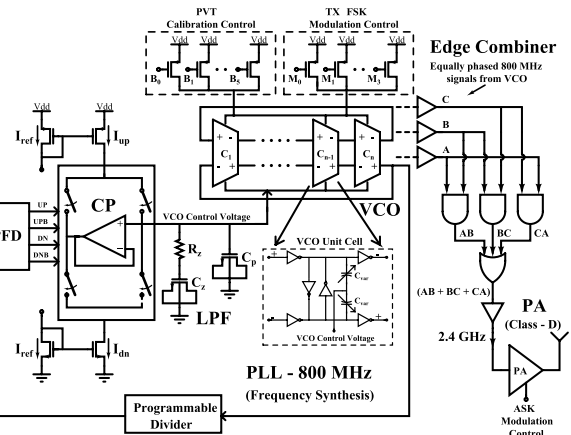 PVT
Calibration Control
TX FSK
Modulation Control
Vdd Vdd Vdd
Vdd Vdd Vdd
B0 B1 B5
M0 M1 M3
Edge Combiner
Equally phased 800 MHz
signals from VCO
C
B
A
+ - + - + -
C1 Cn-1 Cn
- + - + - +
VCO
Vdd Vdd
Iref Iup
CP
UP
UPB
DN
DNB
PFD
+
-
VCO Control Voltage
Rz
Cz
Cp
LPF
Iref Idn
VCO Unit Cell
+ -
Cvar
Cvar
- +
VCO Control Voltage
AB BC CA
(AB + BC + CA)
2.4 GHz
PA
(Class - D)
PA
ASK
Modulation
Control
PLL - 800 MHz
(Frequency Synthesis)
Programmable
Divider